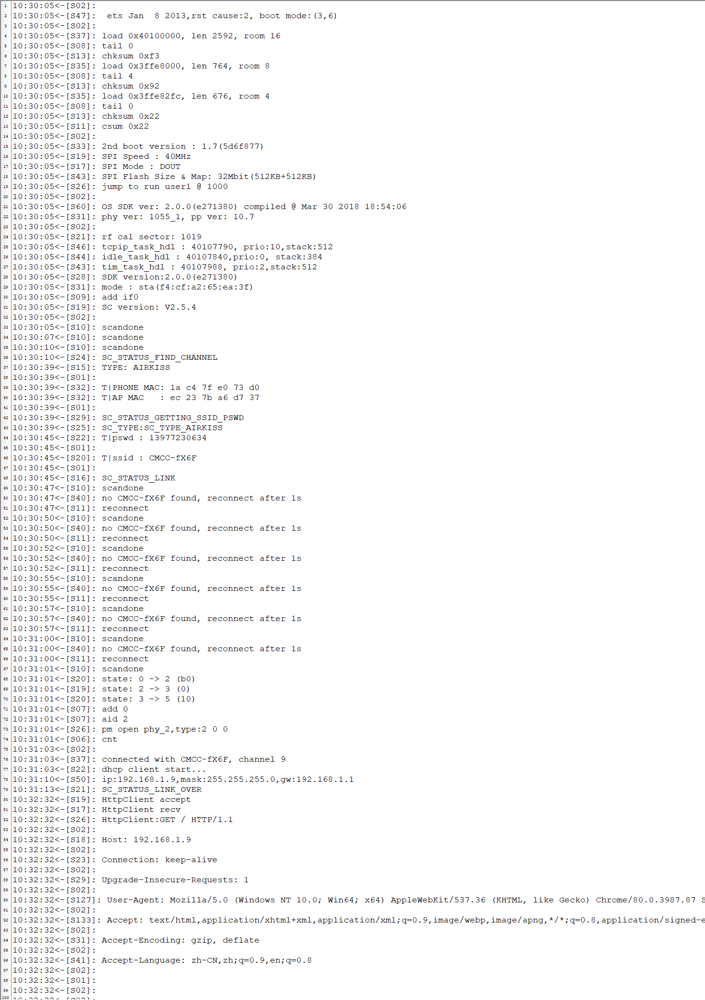 1 10:30:05<-[S02]:
2 10:30:05<-[S47]:  ets Jan  8 2013,rst cause:2, boot mode:(3,6)
3 10:30:05<-[S02]:
4 10:30:05<-[S37]: load 0x40100000, len 2592, room 16
5 10:30:05<-[S08]: tail 0
6 10:30:05<-[S13]: chksum 0xf3
7 10:30:05<-[S35]: load 0x3ffe8000, len 764, room 8
8 10:30:05<-[S08]: tail 4
9 10:30:05<-[S13]: chksum 0x92
10 10:30:05<-[S35]: load 0x3ffe82fc, len 676, room 4
11 10:30:05<-[S08]: tail 0
12 10:30:05<-[S13]: chksum 0x22
13 10:30:05<-[S11]: csum 0x22
14 10:30:05<-[S02]:
15 10:30:05<-[S33]: 2nd boot version : 1.7(5d6f877)
16 10:30:05<-[S19]: SPI Speed : 40MHz
17 10:30:05<-[S17]: SPI Mode : DOUT
18 10:30:05<-[S43]: SPI Flash Size & Map: 32Mbit(512KB+512KB)
19 10:30:05<-[S26]: jump to run user1 @ 1000
20 10:30:05<-[S02]:
21 10:30:05<-[S60]: OS SDK ver: 2.0.0(e271380) compiled @ Mar 30 2018 18:54:06
22 10:30:05<-[S31]: phy ver: 1055_1, pp ver: 10.7
23 10:30:05<-[S02]:
24 10:30:05<-[S21]: rf cal sector: 1019
25 10:30:05<-[S46]: tcpip_task_hdl : 40107790, prio:10,stack:512
26 10:30:05<-[S44]: idle_task_hdl : 40107840,prio:0, stack:384
27 10:30:05<-[S43]: tim_task_hdl : 40107988, prio:2,stack:512
28 10:30:05<-[S28]: SDK version:2.0.0(e271380)
29 10:30:05<-[S31]: mode : sta(f4:cf:a2:65:ea:3f)
30 10:30:05<-[S09]: add if0
31 10:30:05<-[S19]: SC version: V2.5.4
32 10:30:05<-[S02]:
33 10:30:05<-[S10]: scandone
34 10:30:07<-[S10]: scandone
35 10:30:10<-[S10]: scandone
36 10:30:10<-[S24]: SC_STATUS_FIND_CHANNEL
37 10:30:39<-[S15]: TYPE: AIRKISS
38 10:30:39<-[S01]:
39 10:30:39<-[S32]: T|PHONE MAC: 1a c4 7f e0 73 d0
40 10:30:39<-[S32]: T|AP MAC   : ec 23 7b a6 d7 37
41 10:30:39<-[S01]:
42 10:30:39<-[S29]: SC_STATUS_GETTING_SSID_PSWD
43 10:30:39<-[S25]: SC_TYPE:SC_TYPE_AIRKISS
44 10:30:45<-[S22]: T|pswd : 13977230634
45 10:30:45<-[S01]:
46 10:30:45<-[S20]: T|ssid : CMCC-fX6F
47 10:30:45<-[S01]:
48 10:30:45<-[S16]: SC_STATUS_LINK
49 10:30:47<-[S10]: scandone
50 10:30:47<-[S40]: no CMCC-fX6F found, reconnect after 1s
51 10:30:47<-[S11]: reconnect
52 10:30:50<-[S10]: scandone
53 10:30:50<-[S40]: no CMCC-fX6F found, reconnect after 1s
54 10:30:50<-[S11]: reconnect
55 10:30:52<-[S10]: scandone
56 10:30:52<-[S40]: no CMCC-fX6F found, reconnect after 1s
57 10:30:52<-[S11]: reconnect
58 10:30:55<-[S10]: scandone
59 10:30:55<-[S40]: no CMCC-fX6F found, reconnect after 1s
60 10:30:55<-[S11]: reconnect
61 10:30:57<-[S10]: scandone
62 10:30:57<-[S40]: no CMCC-fX6F found, reconnect after 1s
63 10:30:57<-[S11]: reconnect
64 10:31:00<-[S10]: scandone
65 10:31:00<-[S40]: no CMCC-fX6F found, reconnect after 1s
66 10:31:00<-[S11]: reconnect
67 10:31:01<-[S10]: scandone
68 10:31:01<-[S20]: state: 0 -> 2 (b0)
69 10:31:01<-[S19]: state: 2 -> 3 (0)
70 10:31:01<-[S20]: state: 3 -> 5 (10)
71 10:31:01<-[S07]: add 0
72 10:31:01<-[S07]: aid 2
73 10:31:01<-[S26]: pm open phy_2,type:2 0 0
74 10:31:01<-[S06]: cnt
75 10:31:03<-[S02]:
76 10:31:03<-[S37]: connected with CMCC-fX6F, channel 9
77 10:31:03<-[S22]: dhcp client start...
78 10:31:10<-[S50]: ip:192.168.1.9,mask:255.255.255.0,gw:192.168.1.1
79 10:31:13<-[S21]: SC_STATUS_LINK_OVER
80 10:32:32<-[S19]: HttpClient accept
81 10:32:32<-[S17]: HttpClient recv
82 10:32:32<-[S26]: HttpClient:GET / HTTP/1.1
83 10:32:32<-[S02]:
84 10:32:32<-[S18]: Host: 192.168.1.9
85 10:32:32<-[S02]:
86 10:32:32<-[S23]: Connection: keep-alive
87 10:32:32<-[S02]:
88 10:32:32<-[S29]: Upgrade-Insecure-Requests: 1
89 10:32:32<-[S02]:
90 10:32:32<-[S127]: User-Agent: Mozilla/5.0 (Windows NT 10.0; Win64; x64) AppleWebKit/537.36 (KHTML, like Gecko) Chrome/80.0.3987.87 S
91 10:32:32<-[S02]:
92 10:32:32<-[S133]: Accept: text/html,application/xhtml+xml,application/xml;q=0.9,image/webp,image/apng,*/*;q=0.8,application/signed-e
93 10:32:32<-[S02]:
94 10:32:32<-[S31]: Accept-Encoding: gzip, deflate
95 10:32:32<-[S02]:
96 10:32:32<-[S41]: Accept-Language: zh-CN,zh;q=0.9,en;q=0.8
97 10:32:32<-[S02]:
98 10:32:32<-[S01]:
99 10:32:32<-[S02]:
100